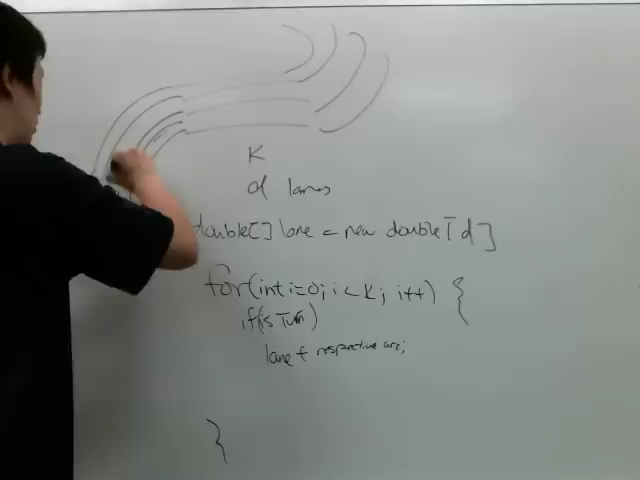 K
d lanes
double[] lane = new double[d]
for(int i=0; i<K; i++) {
if(isTurn)
lane + respective arc;
}